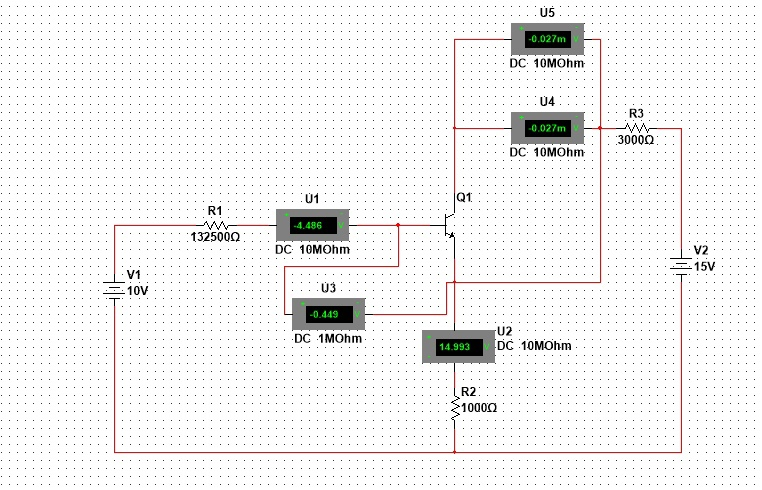 U5
-0.027m V
DC 10MOhm
U4
-0.027m V
DC 10MOhm
R3
3000Ω
Q1
U1
-4.486 V
DC 10MOhm
R1
132500Ω
V2
15V
V1
10V
U3
-0.449 V
DC 1MOhm
U2
14.993 V
DC 10MOhm
R2
1000Ω